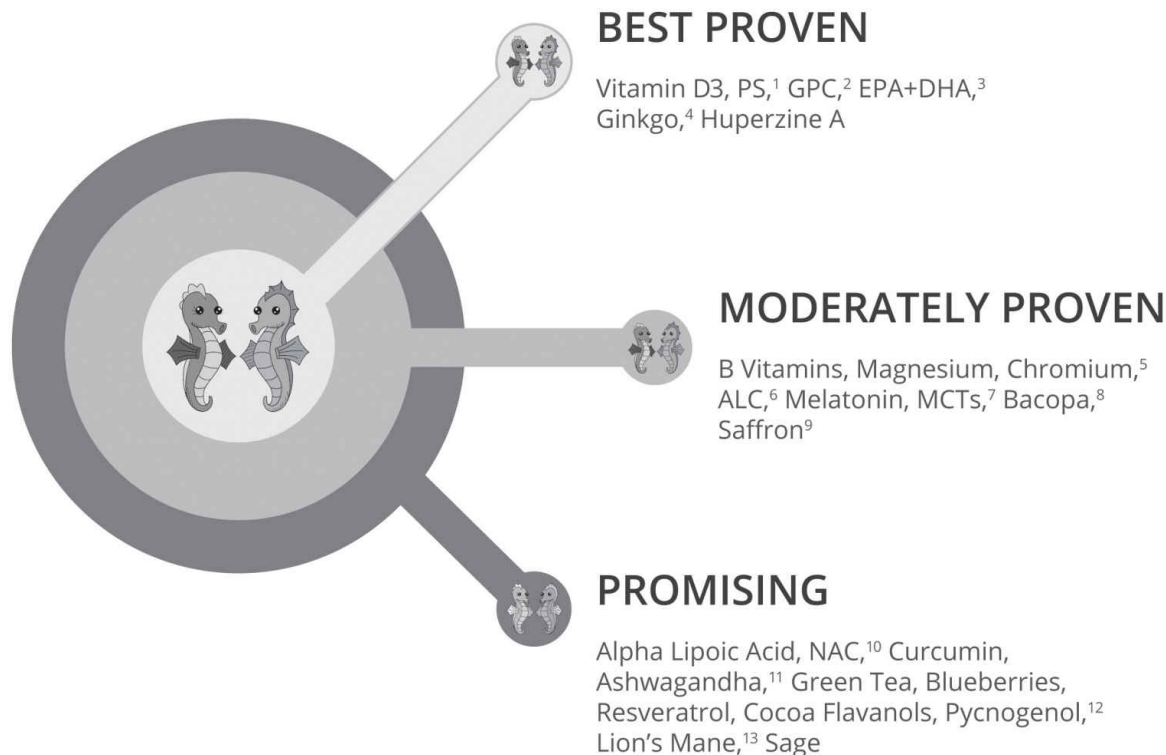 BEST PROVEN
Vitamin D3, PS,¹ GPC,² EPA+DHA,³
Ginkgo,⁴ Huperzine A
MODERATELY PROVEN
B Vitamins, Magnesium, Chromium,⁵
ALC,⁶ Melatonin, MCTs,⁷ Bacopa,⁸
Saffron⁹
PROMISING
Alpha Lipoic Acid, NAC,¹⁰ Curcumin,
Ashwagandha,¹¹ Green Tea, Blueberries,
Resveratrol, Cocoa Flavanols, Pycnogenol,¹²
Lion’s Mane,¹³ Sage